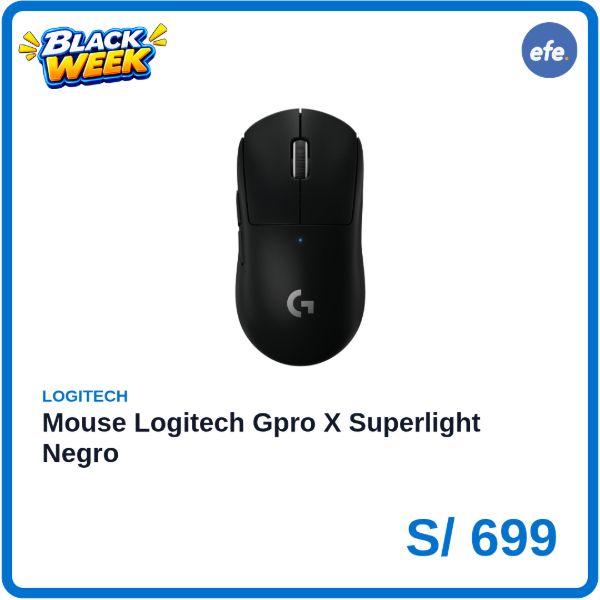 BLACK
WEEK
efe.
G
LOGITECH
Mouse Logitech Gpro X Superlight
Negro
S/ 699